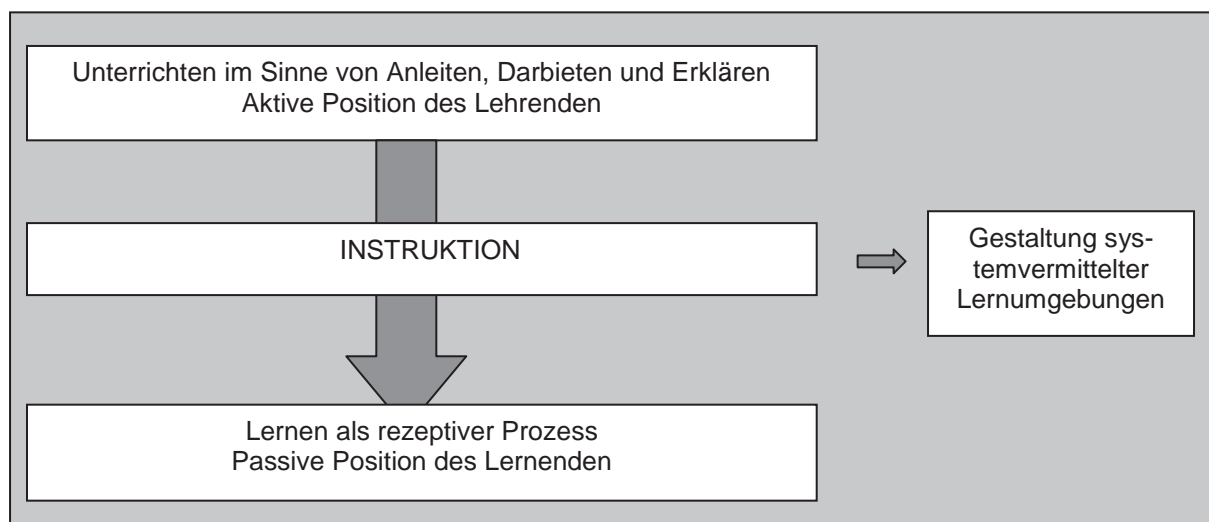 Unterrichten im Sinne von Anleiten, Darbieten und Erklären
Aktive Position des Lehrenden
INSTRUKTION
Gestaltung sys-
temvermittelter
Lernumgebungen
Lernen als rezeptiver Prozess
Passive Position des Lernenden